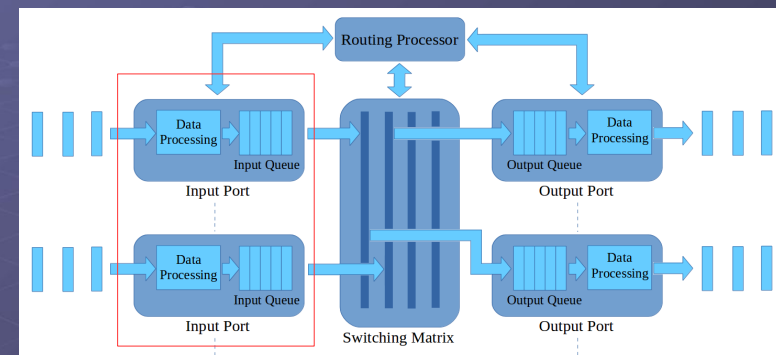 Routing Processor
Data
Processing
Input Queue
Input Port
Data
Processing
Output Queue
Output Port
Data
Processing
Input Queue
Input Port
Data
Processing
Output Queue
Output Port
Switching Matrix